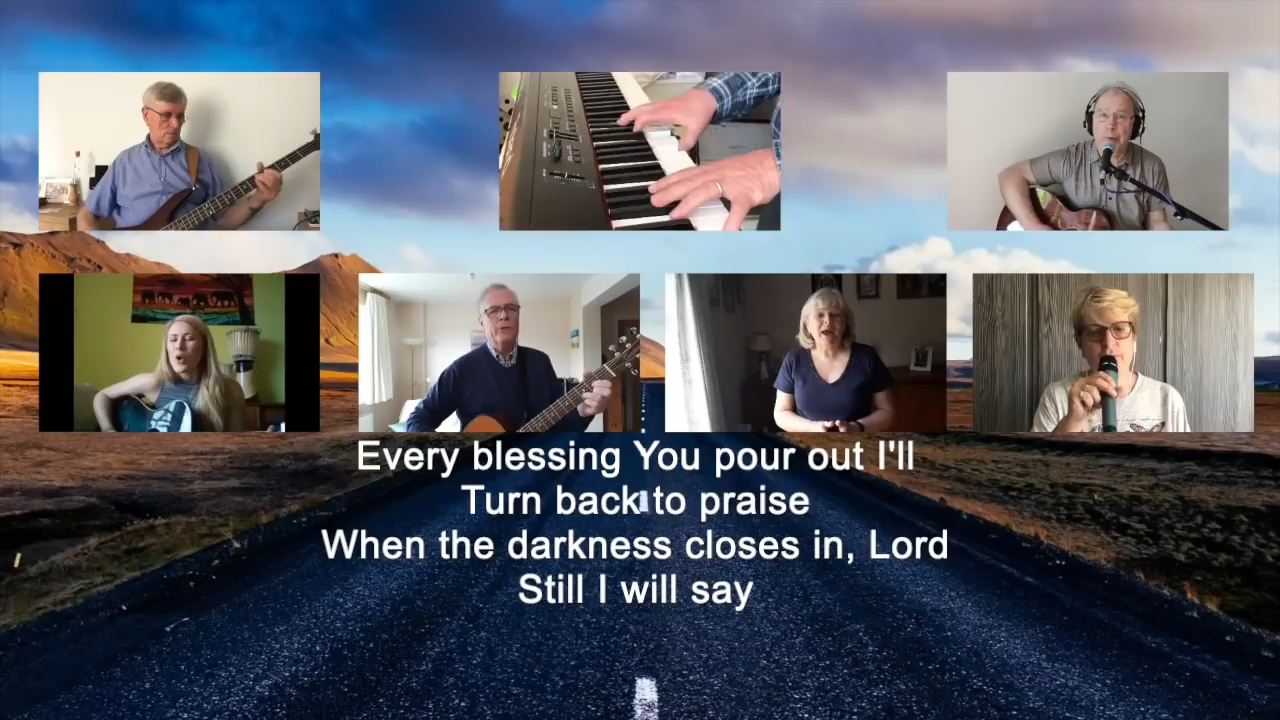 Every blessing You pour out I'll
Turn back to praise
When the darkness closes in, Lord
Still I will say